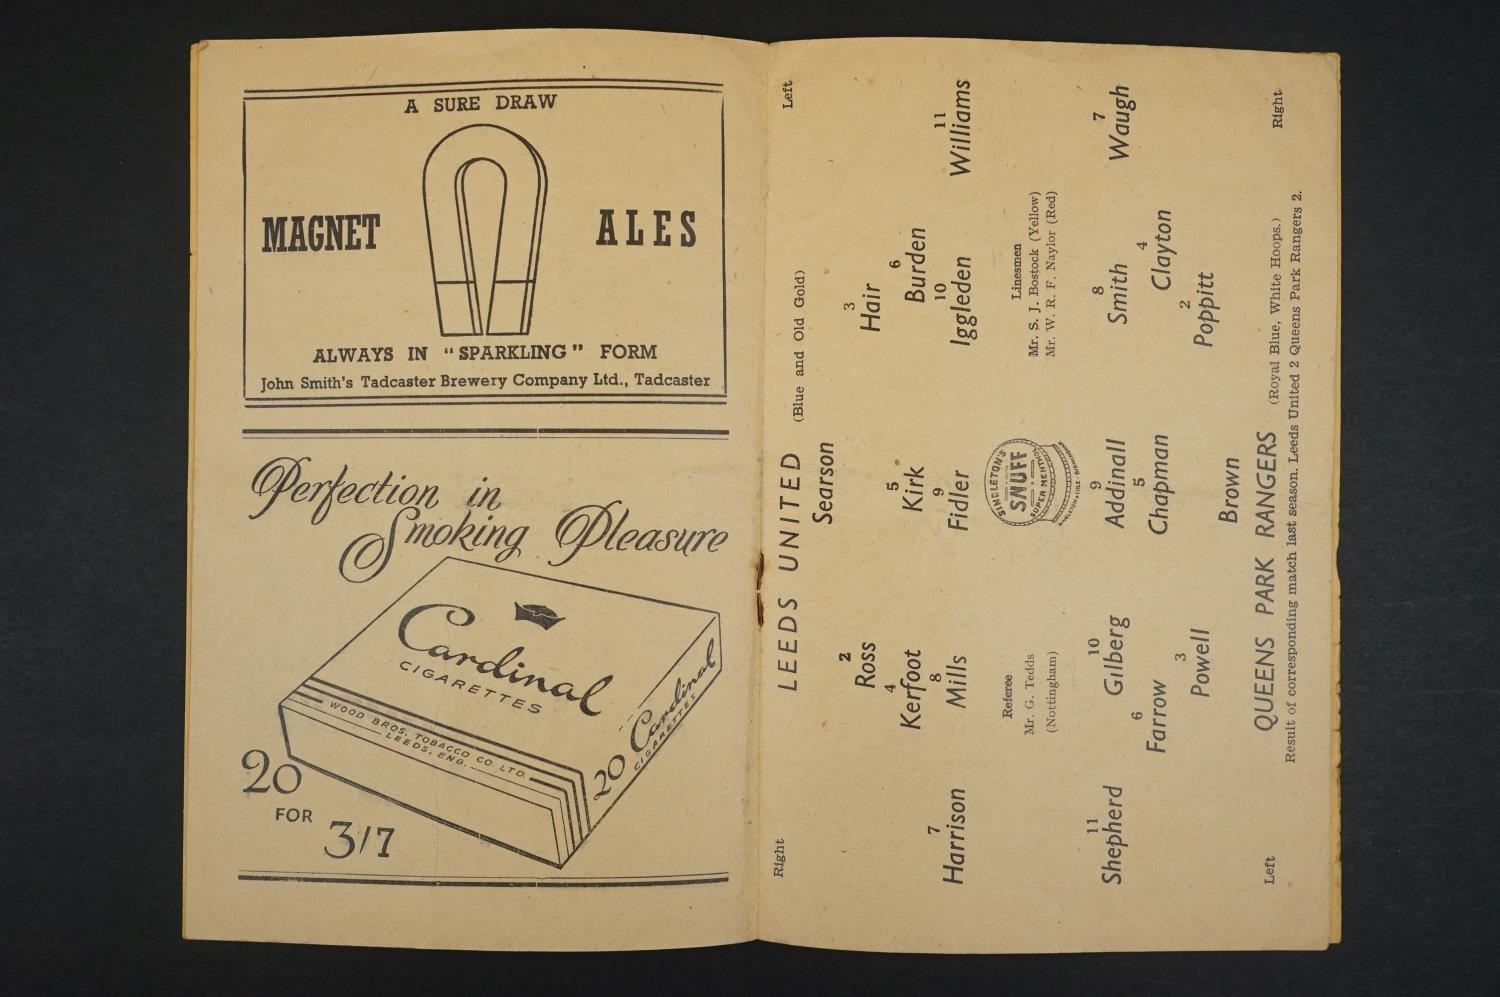 A SURE DRAW
MAGNET ALES
ALWAYS IN "SPARKLING" FORM
John Smith's Tadcaster Brewery Company Ltd., Tadcaster
Perfection in
Smoking Pleasure
Cardinal
CIGARETTES
WOOD BROS. TOBACCO CO. LTD.
LEEDS, ENG.
20 Cardinal
CIGARETTES
20
FOR
3/7
Right LEEDS UNITED (Blue and Old Gold) Left
Searson
2 3
Ross Hair
4 5 6
Kerfoot Kirk Burden
7 8 9 10 11
Harrison Mills Fidler Iggleden Williams
Referee
Mr. G. Tedds
(Nottingham)
SINGLETON'S
SNUFF
SUPER MENTHOL
SINGLETON & COLE BIRMINGHAM
Linesmen
Mr. S. J. Bostock (Yellow)
Mr. W. R. F. Naylor (Red)
11 10 9 8 7
Shepherd Gilberg Addinall Smith Waugh
6 5 4
Farrow Chapman Clayton
3 2
Powell Poppitt
Brown
Left QUEENS PARK RANGERS (Royal Blue, White Hoops.) Right
Result of corresponding match last season. Leeds United 2 Queens Park Rangers 2.